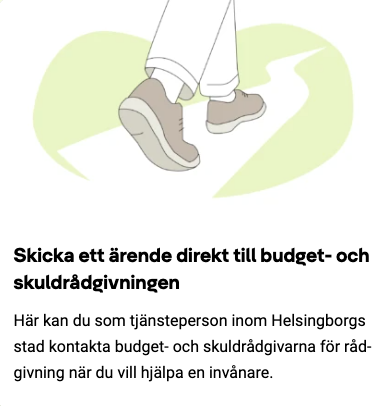 Skicka ett ärende direkt till budget- och
skuldrådgivningen
Här kan du som tjänsteperson inom Helsingborgs
stad kontakta budget- och skuldrådgivarna för råd-
givning när du vill hjälpa en invånare.